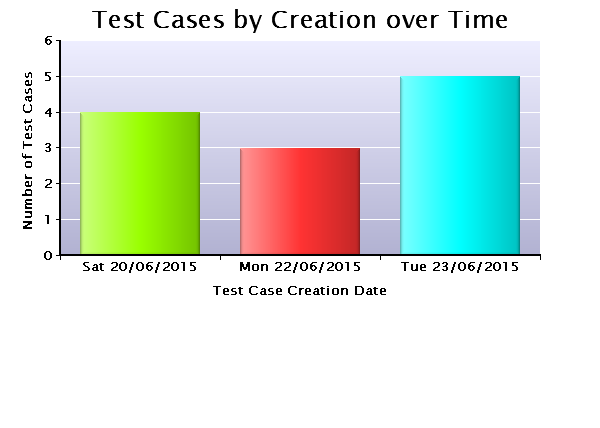 Test Cases by Creation over Time
6
5
4
3
2
1
0
Number of Test Cases
Sat 20/06/2015 Mon 22/06/2015 Tue 23/06/2015
Test Case Creation Date